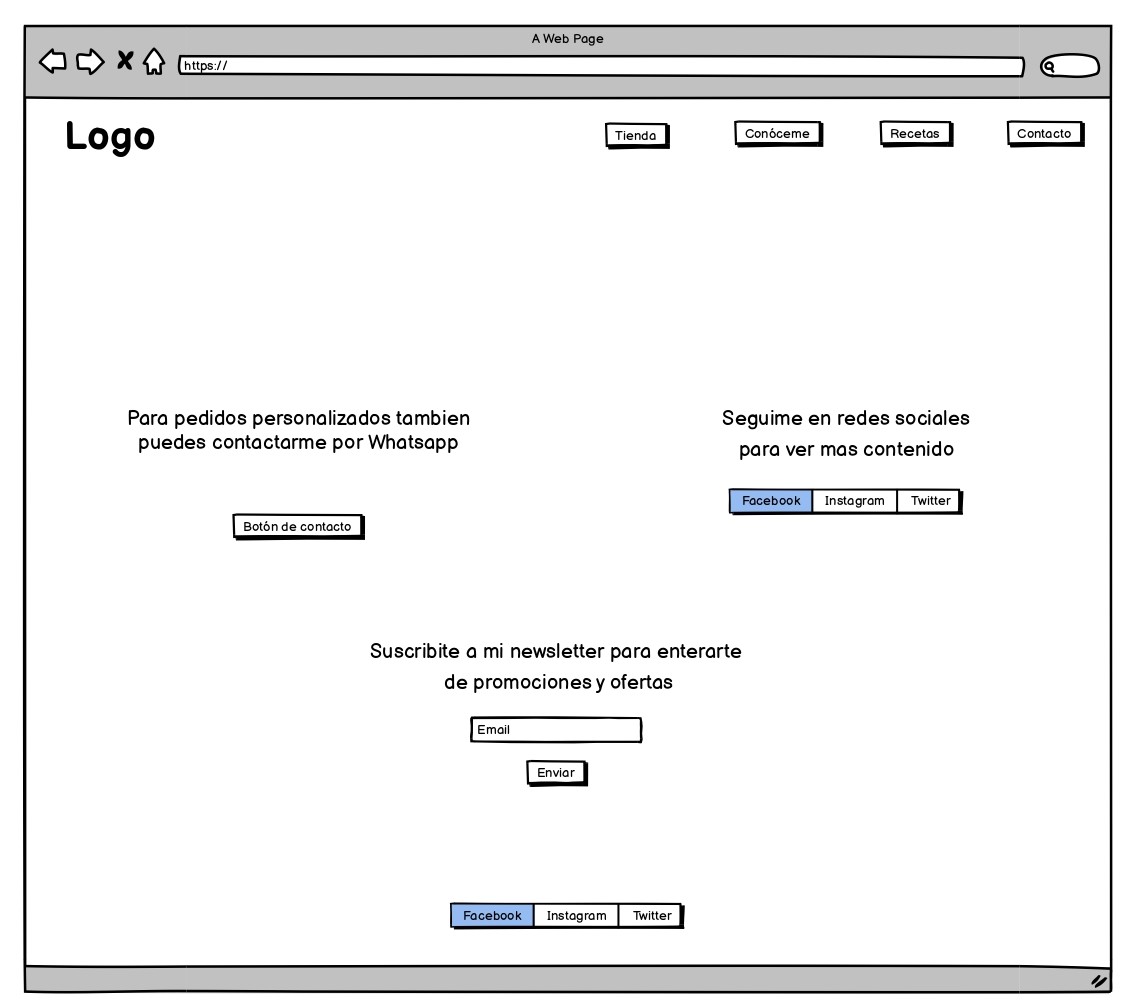 A Web Page
https://
Logo
Tienda
Conóceme
Recetas
Contacto
Para pedidos personalizados tambien
puedes contactarme por Whatsapp
Botón de contacto
Seguime en redes sociales
para ver mas contenido
Facebook Instagram Twitter
Suscribite a mi newsletter para enterarte
de promociones y ofertas
Email
Enviar
Facebook Instagram Twitter